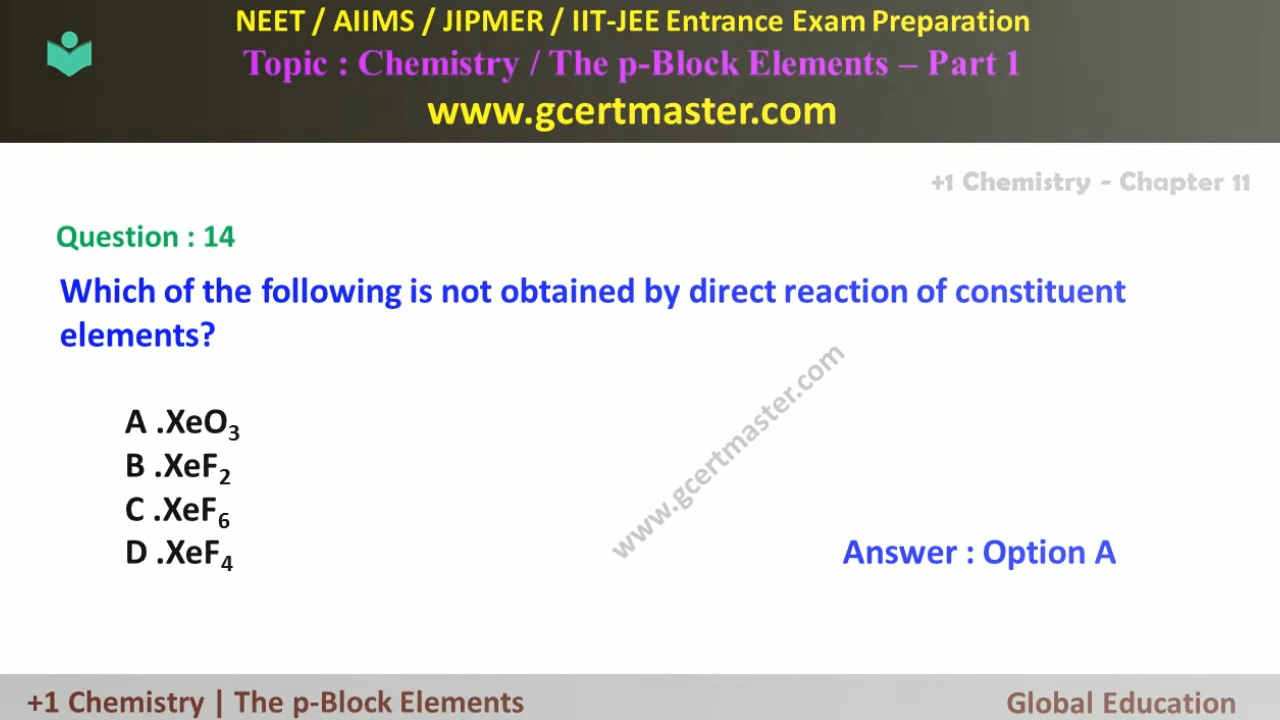 NEET / AIIMS / JIPMER / IIT-JEE Entrance Exam Preparation
Topic : Chemistry / The p-Block Elements – Part 1
www.gcertmaster.com
+1 Chemistry - Chapter 11
Question : 14
Which of the following is not obtained by direct reaction of constituent
elements?
A .XeO₃
B .XeF₂
C .XeF₆
D .XeF₄
Answer : Option A
www.gcertmaster.com
+1 Chemistry | The p-Block Elements
Global Education